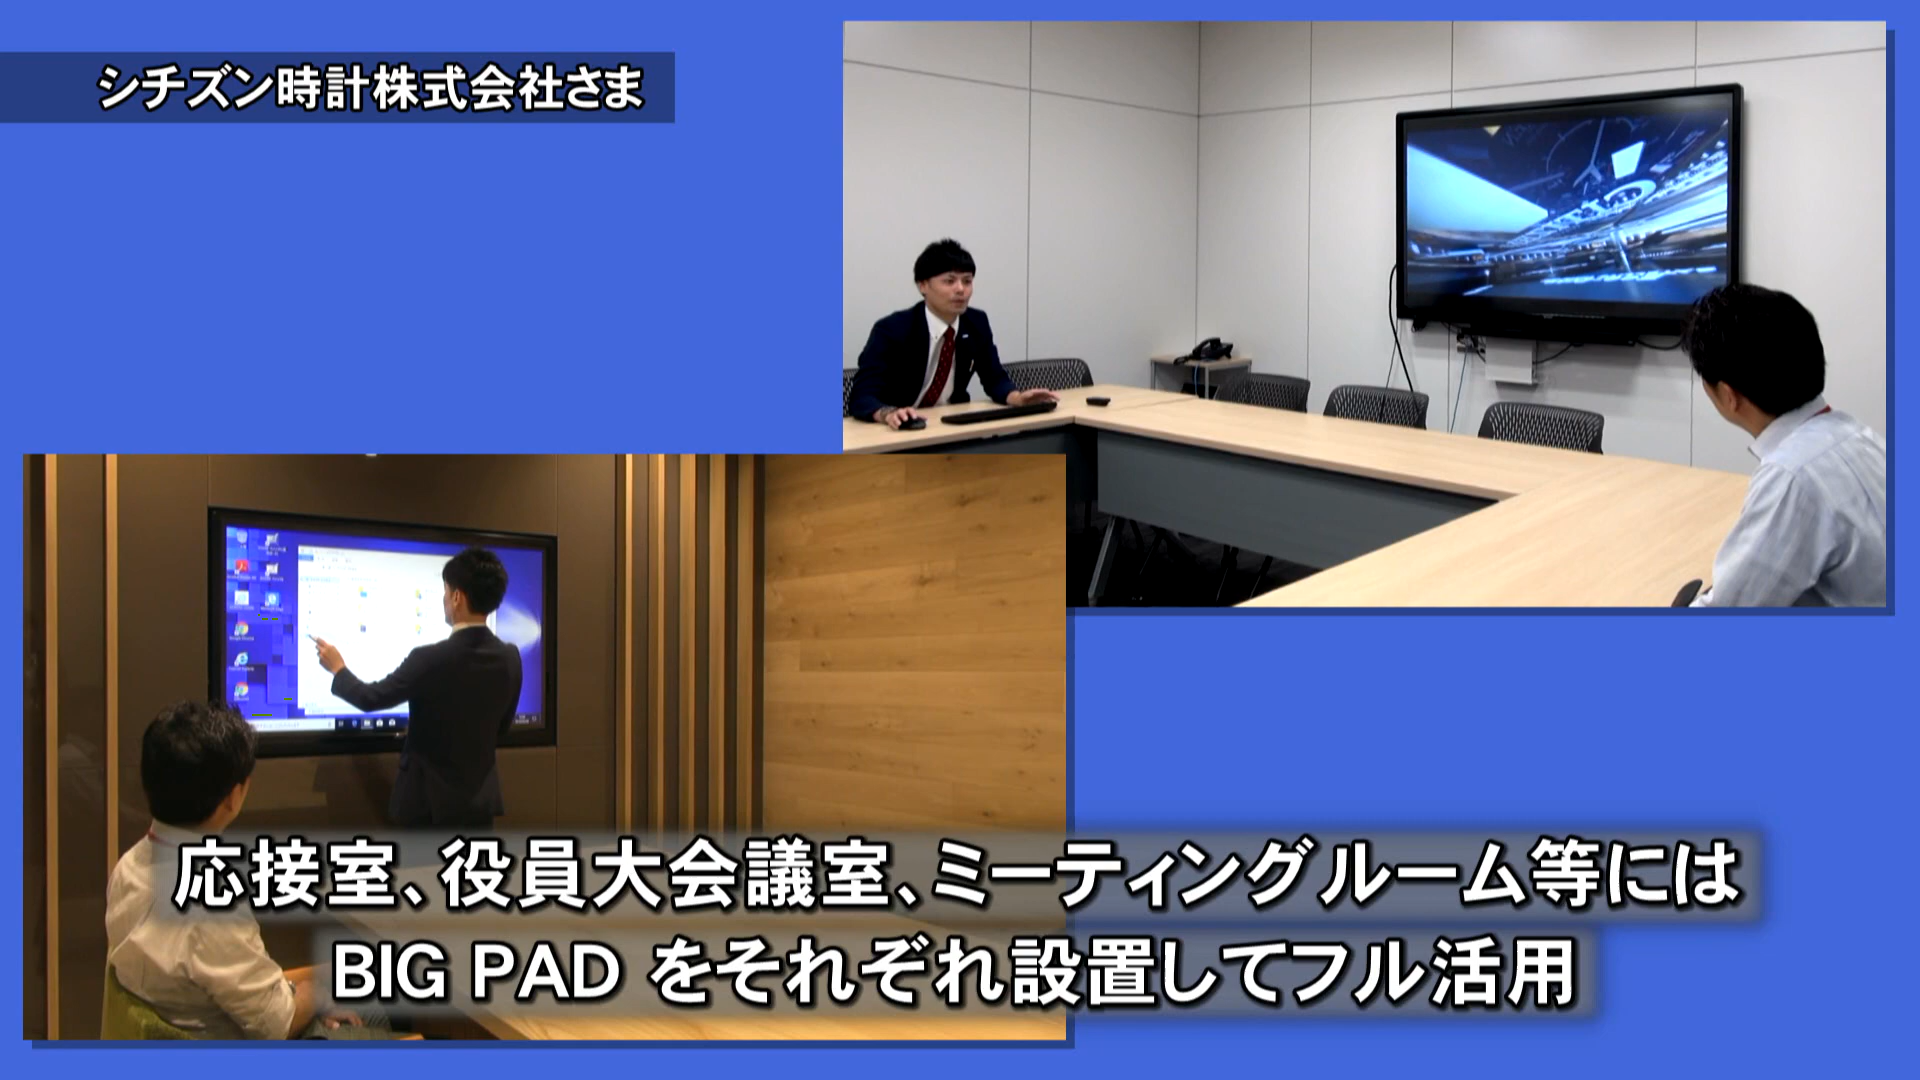 シチズン時計株式会社さま
応接室、役員大会議室、ミーティングルーム等には
BIG PAD をそれぞれ設置してフル活用